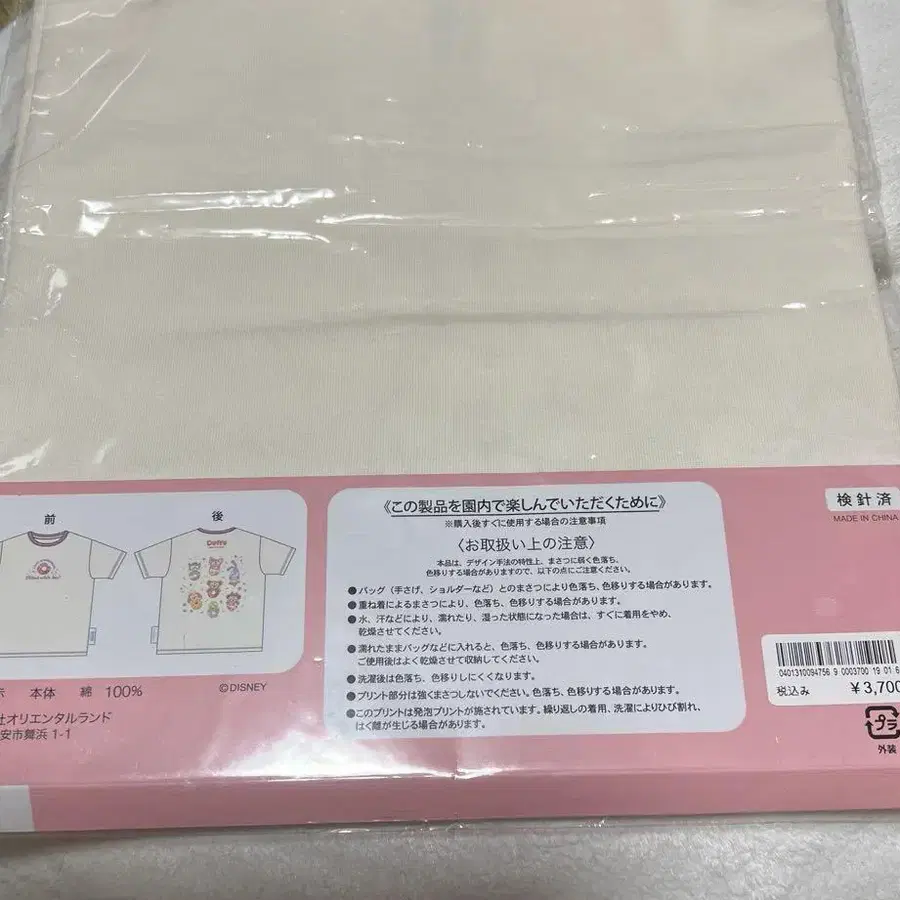 前
後
Duffy
本体 綿 100%
©DISNEY
社オリエンタルランド
安市舞浜 1-1
《この製品を園内で楽しんでいただくために》
※購入後すぐに使用する場合の注意事項
〈お取扱い上の注意〉
本品は、デザイン手法の特性上、まさつに弱く色落ち、
色移りする場合がありますので、以下の点にご注意ください。
●バッグ（手さげ、ショルダーなど）とのまさつにより色落ち、色移りする場合があります。
●重ね着によるまさつにより、色落ち、色移りする場合があります。
●水、汗などにより、濡れたり、湿った状態になった場合は、すぐに着用をやめ、
乾燥させてください。
●濡れたままバッグなどに入れると、色落ち、色移りする場合があります。
ご使用後はよく乾燥させて収納してください。
●洗濯後は色落ち、色移りしにくくなります。
●プリント部分は強くまさつしないでください。色落ち、色移りする場合があります。
●このプリントは発泡プリントが施されています。繰り返しの着用、洗濯によりひび割れ、
はく離が生じる場合があります。
検針済
MADE IN CHINA
0401310094756 9 0003700 19 01 6
税込み ¥3,700
プラ
外装